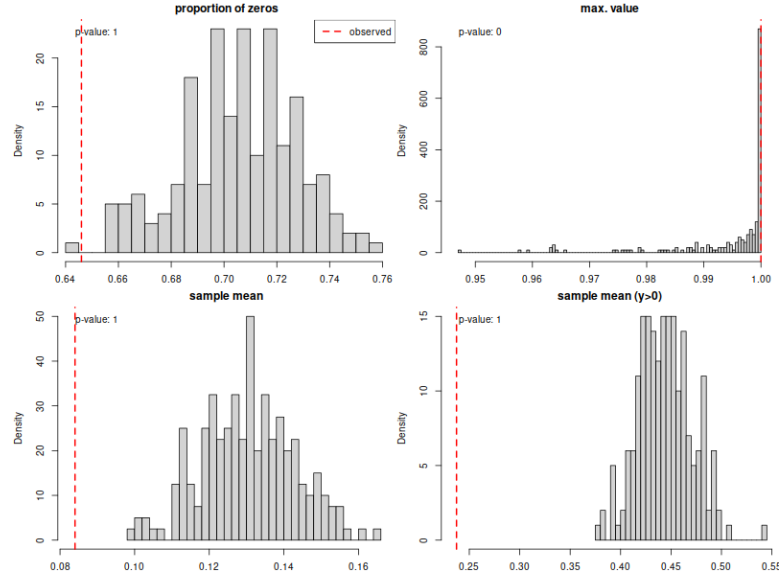 proportion of zeros
p-value: 1
observed
Density
0
5
10
15
20
0.64 0.66 0.68 0.70 0.72 0.74 0.76
max. value
p-value: 0
Density
0
200
400
600
800
0.95 0.96 0.97 0.98 0.99 1.00
sample mean
p-value: 1
Density
0
10
20
30
40
50
0.08 0.10 0.12 0.14 0.16
sample mean (y>0)
p-value: 1
Density
0
5
10
15
0.25 0.30 0.35 0.40 0.45 0.50 0.55